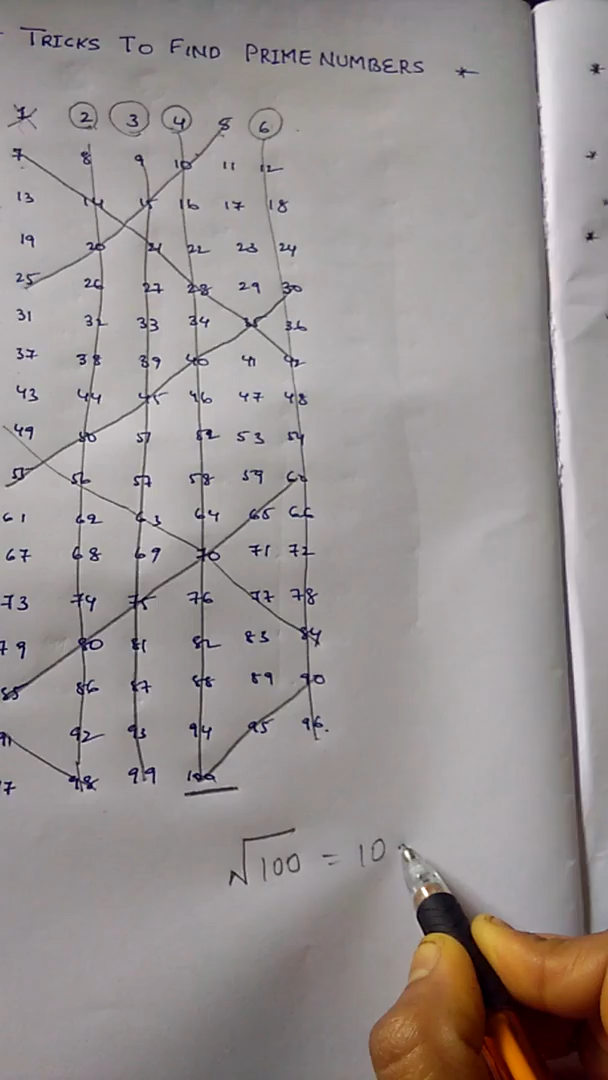 TRICKS TO FIND PRIME NUMBERS *
1 2 3 4 5 6
7 8 9 10 11 12
13 14 15 16 17 18
19 20 21 22 23 24
25 26 27 28 29 30
31 32 33 34 35 36
37 38 39 40 41 42
43 44 45 46 47 48
49 50 51 52 53 54
55 56 57 58 59 60
61 62 63 64 65 66
67 68 69 70 71 72
73 74 75 76 77 78
79 80 81 82 83 84
85 86 87 88 89 90
91 92 93 94 95 96.
7 98 99 100
√100 = 10